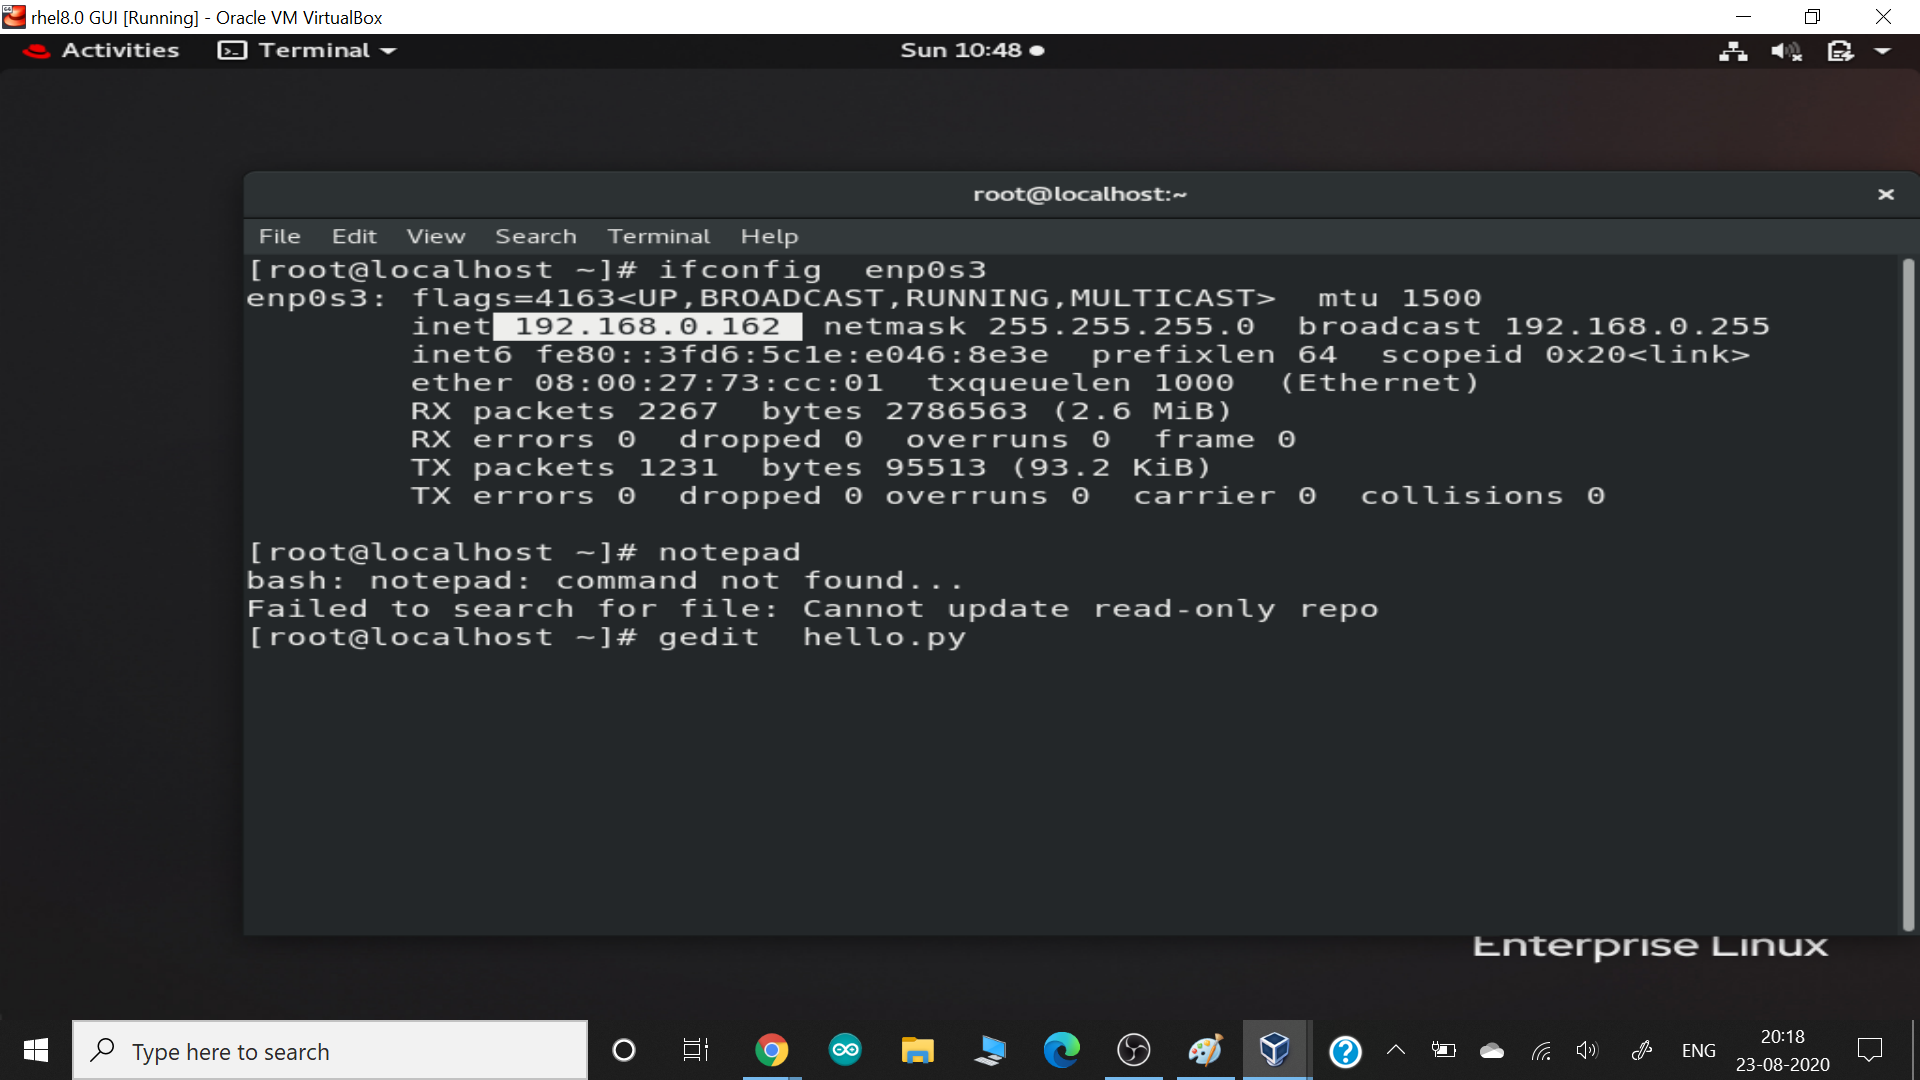 rhel8.0 GUI [Running] - Oracle VM VirtualBox
Activities Terminal Sun 10:48
root@localhost:~
File Edit View Search Terminal Help
[root@localhost ~]# ifconfig  enp0s3
enp0s3: flags=4163<UP,BROADCAST,RUNNING,MULTICAST>  mtu 1500
        inet 192.168.0.162  netmask 255.255.255.0  broadcast 192.168.0.255
        inet6 fe80::3fd6:5c1e:e046:8e3e  prefixlen 64  scopeid 0x20<link>
        ether 08:00:27:73:cc:01  txqueuelen 1000  (Ethernet)
        RX packets 2267  bytes 2786563 (2.6 MiB)
        RX errors 0  dropped 0  overruns 0  frame 0
        TX packets 1231  bytes 95513 (93.2 KiB)
        TX errors 0  dropped 0 overruns 0  carrier 0  collisions 0
[root@localhost ~]# notepad
bash: notepad: command not found...
Failed to search for file: Cannot update read-only repo
[root@localhost ~]# gedit  hello.py
Enterprise Linux
Type here to search
ENG
20:18
23-08-2020